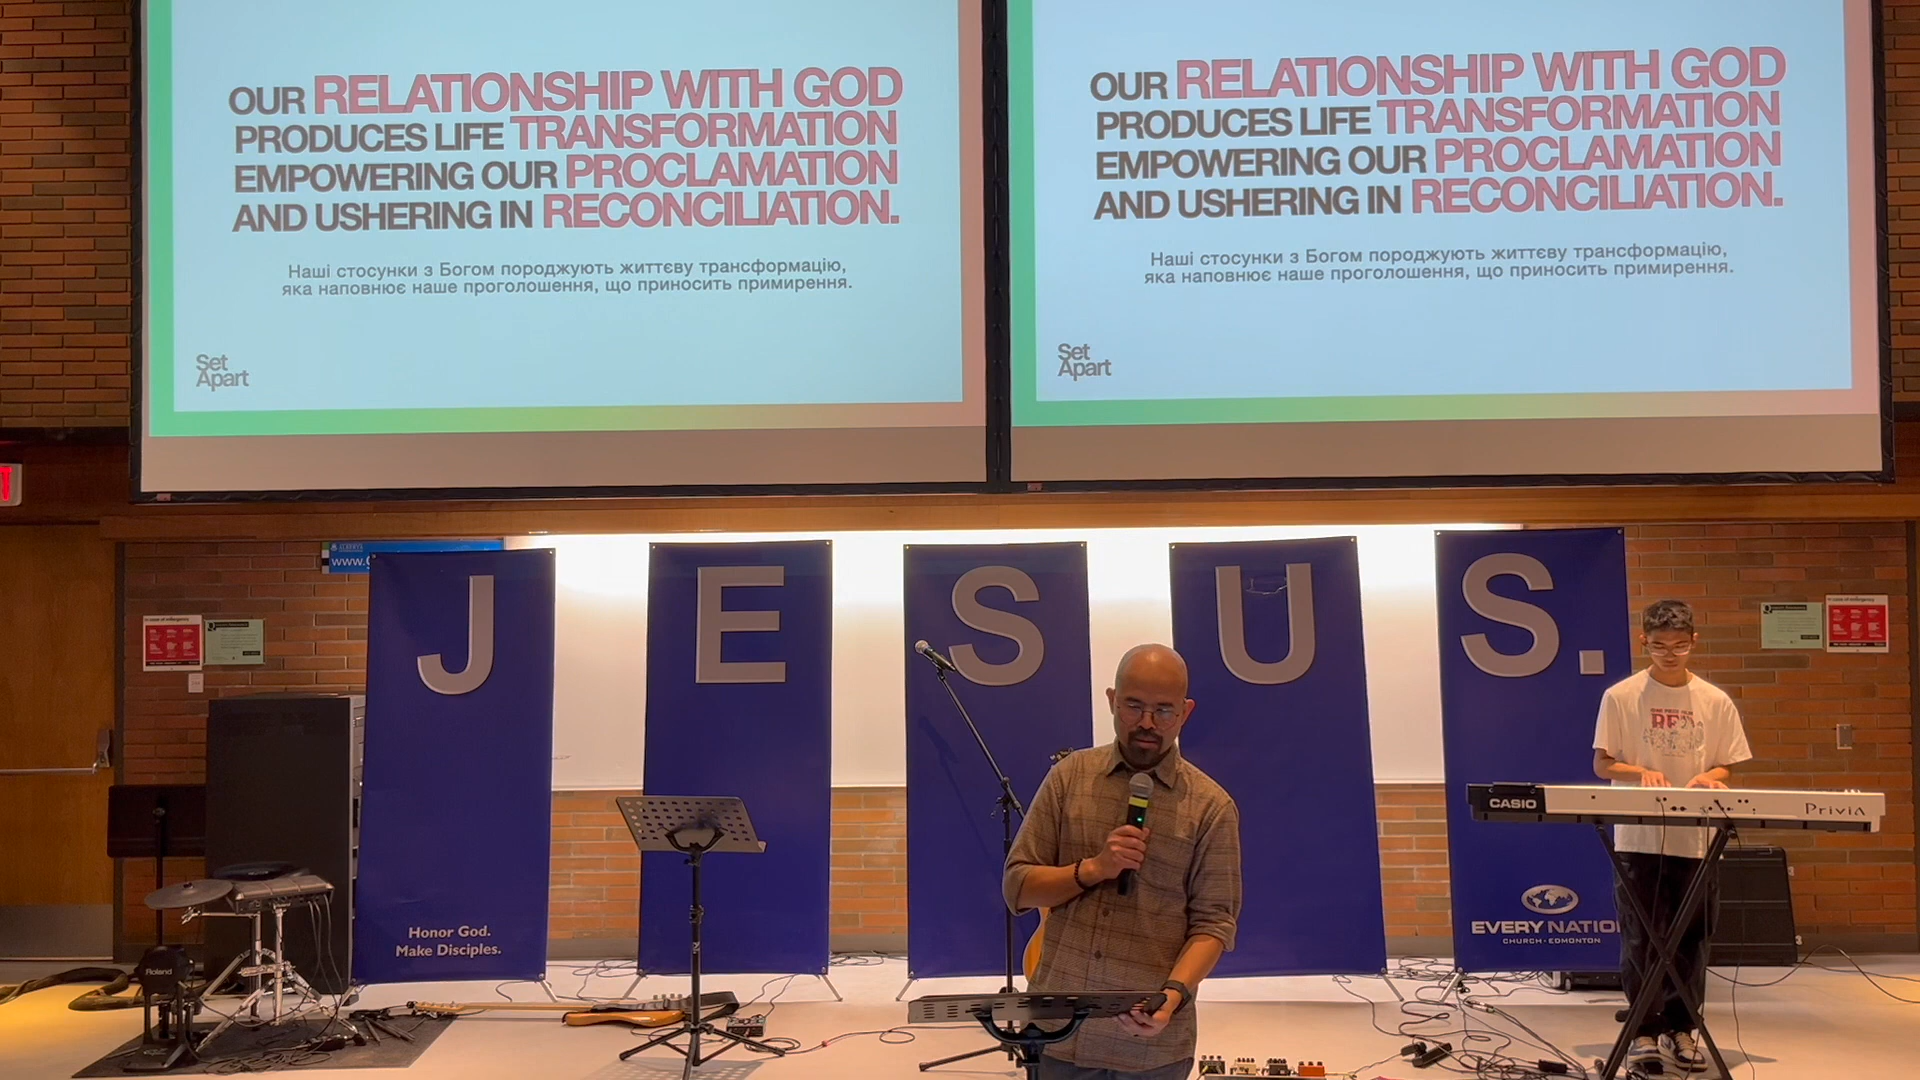 OUR RELATIONSHIP WITH GOD
PRODUCES LIFE TRANSFORMATION
EMPOWERING OUR PROCLAMATION
AND USHERING IN RECONCILIATION.
Наші стосунки з Богом породжують життєву трансформацію,
яка наповнює наше проголошення, що приносить примирення.
Set
Apart
OUR RELATIONSHIP WITH GOD
PRODUCES LIFE TRANSFORMATION
EMPOWERING OUR PROCLAMATION
AND USHERING IN RECONCILIATION.
Наші стосунки з Богом породжують життєву трансформацію,
яка наповнює наше проголошення, що приносить примирення.
Set
Apart
www.
JESUS.
Honor God.
Make Disciples.
EVERY NATIO
CHURCH • EDMONTON
CASIO
Privia
Roland